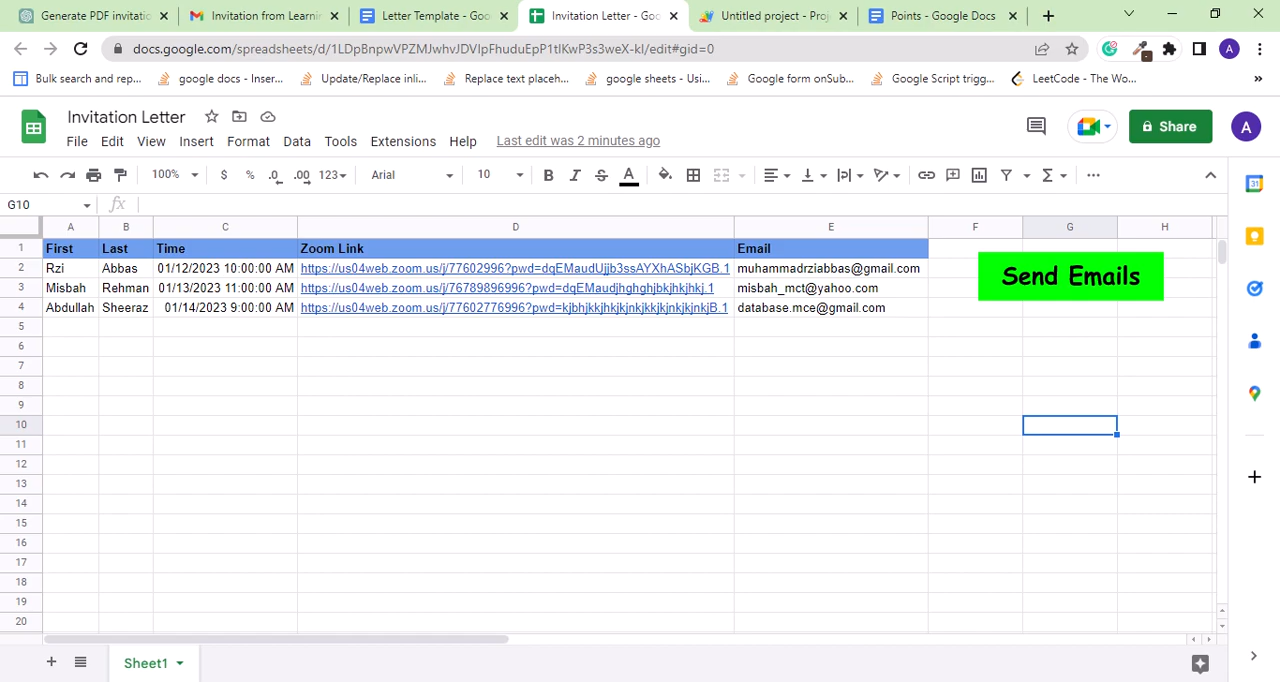 Generate PDF invitatio
Invitation from Learni
Letter Template - Goo
Invitation Letter - Goo
Untitled project - Proj
Points - Google Docs
docs.google.com/spreadsheets/d/1LDpBnpwVPZMJwhvJDVIpFhuduEpP1tIKwP3s3weX-kI/edit#gid=0
A
Bulk search and rep...
google docs - Inser...
Update/Replace inli...
Replace text placeh...
google sheets - Usi...
Google form onSub...
Google Script trigg...
LeetCode - The Wo...
»
Invitation Letter
File Edit View Insert Format Data Tools Extensions Help Last edit was 2 minutes ago
Share
A
100% $ % .0 .00 123 Arial 10 B I S A Σ
G10 fx
A B C D E F G H
1 First Last Time Zoom Link Email
2 Rzi Abbas 01/12/2023 10:00:00 AM https://us04web.zoom.us/j/77602996?pwd=dqEMaudUjjb3ssAYXhASbjKGB.1 muhammadrziabbas@gmail.com
Send Emails
3 Misbah Rehman 01/13/2023 11:00:00 AM https://us04web.zoom.us/j/76789896996?pwd=dqEMaudjhghghjbkjhkjhkj.1 misbah_mct@yahoo.com
4 Abdullah Sheeraz 01/14/2023 9:00:00 AM https://us04web.zoom.us/j/77602776996?pwd=kjbhjkkjhkjkjnkjkkjkjnkjkjnkjB.1 database.mce@gmail.com
5
6
7
8
9
10
11
12
13
14
15
16
17
18
19
20
31
Sheet1